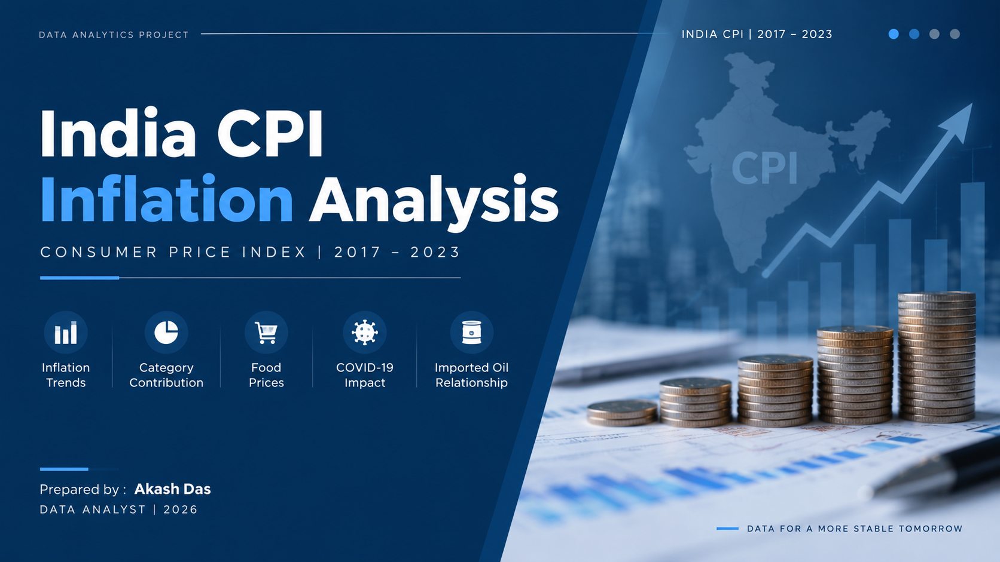 DATA ANALYTICS PROJECT
INDIA CPI | 2017 – 2023
India CPI
Inflation Analysis
CONSUMER PRICE INDEX | 2017 – 2023
CPI
Inflation
Trends
Category
Contribution
Food
Prices
COVID-19
Impact
Imported Oil
Relationship
Prepared by : Akash Das
DATA ANALYST | 2026
DATA FOR A MORE STABLE TOMORROW